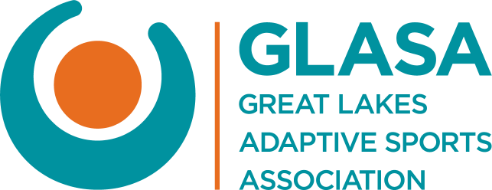 GLASA
GREAT LAKES
ADAPTIVE SPORTS
ASSOCIATION